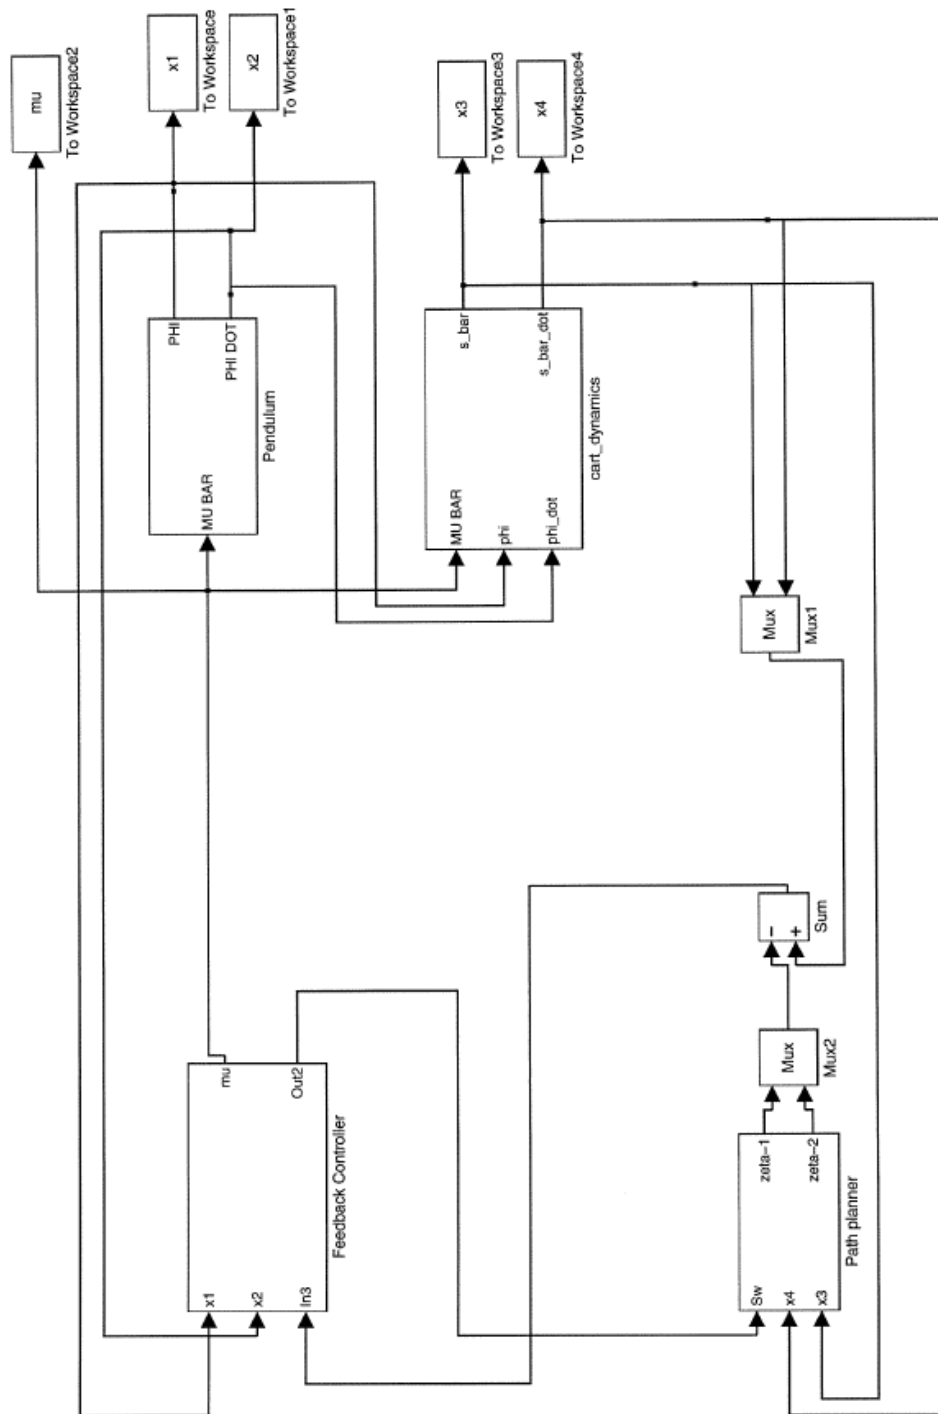 mu
To Workspace2
x1
To Workspace
x2
To Workspace1
x3
To Workspace3
x4
To Workspace4
MU BAR
PHI
PHI DOT
Pendulum
MU BAR
phi
phi_dot
s_bar
s_bar_dot
cart_dynamics
x1
x2
In3
mu
Out2
Feedback Controller
Sw
x4
x3
zeta-1
zeta-2
Path planner
Mux
Mux2
−
+
Sum
Mux
Mux1